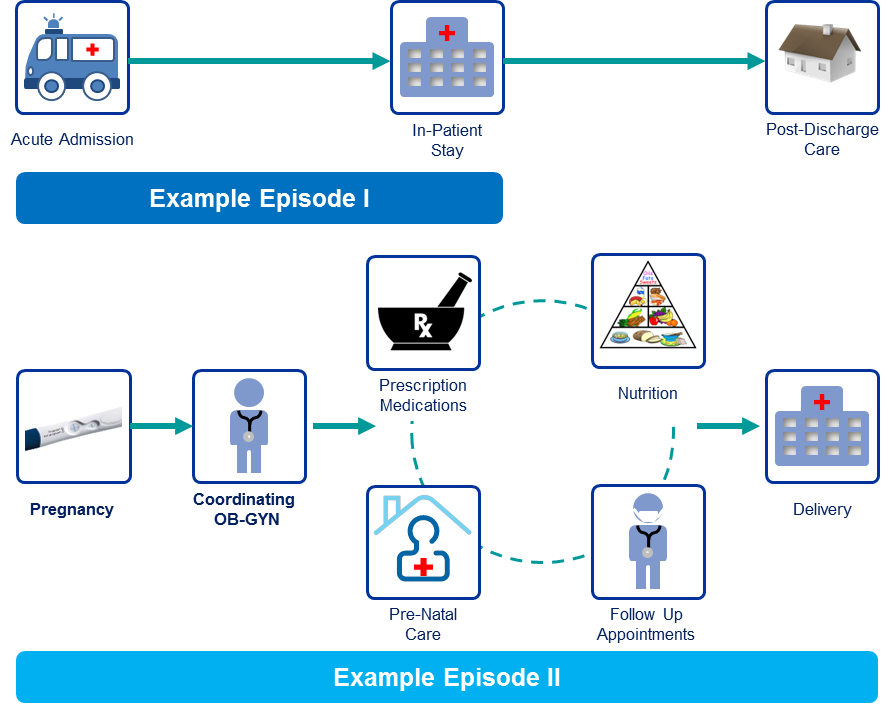 Acute Admission
In-Patient
Stay
Post-Discharge
Care
Example Episode I
Rx
Prescription
Medications
Nutrition
Pregnancy
Coordinating
OB-GYN
Delivery
Pre-Natal
Care
Follow Up
Appointments
Example Episode II